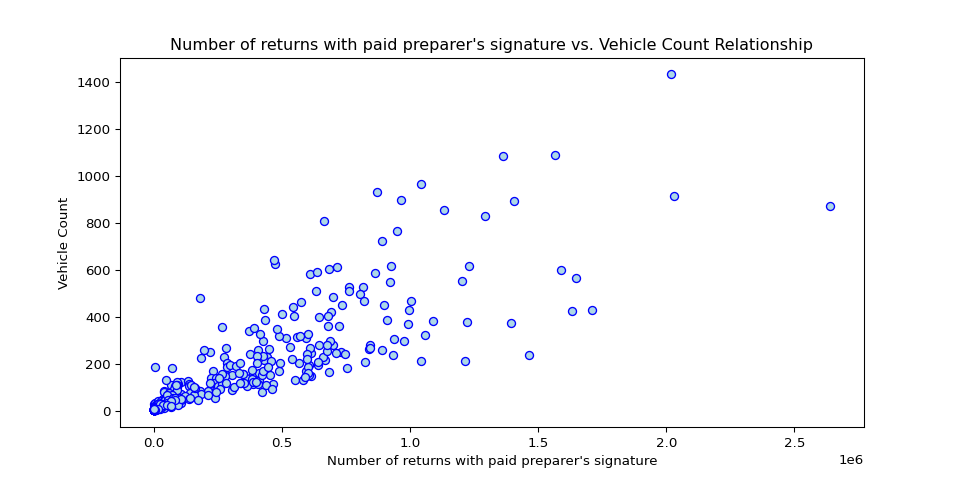 Number of returns with paid preparer's signature vs. Vehicle Count Relationship
1400
1200
1000
800
600
400
200
0
Vehicle Count
0.0 0.5 1.0 1.5 2.0 2.5
Number of returns with paid preparer's signature
1e6